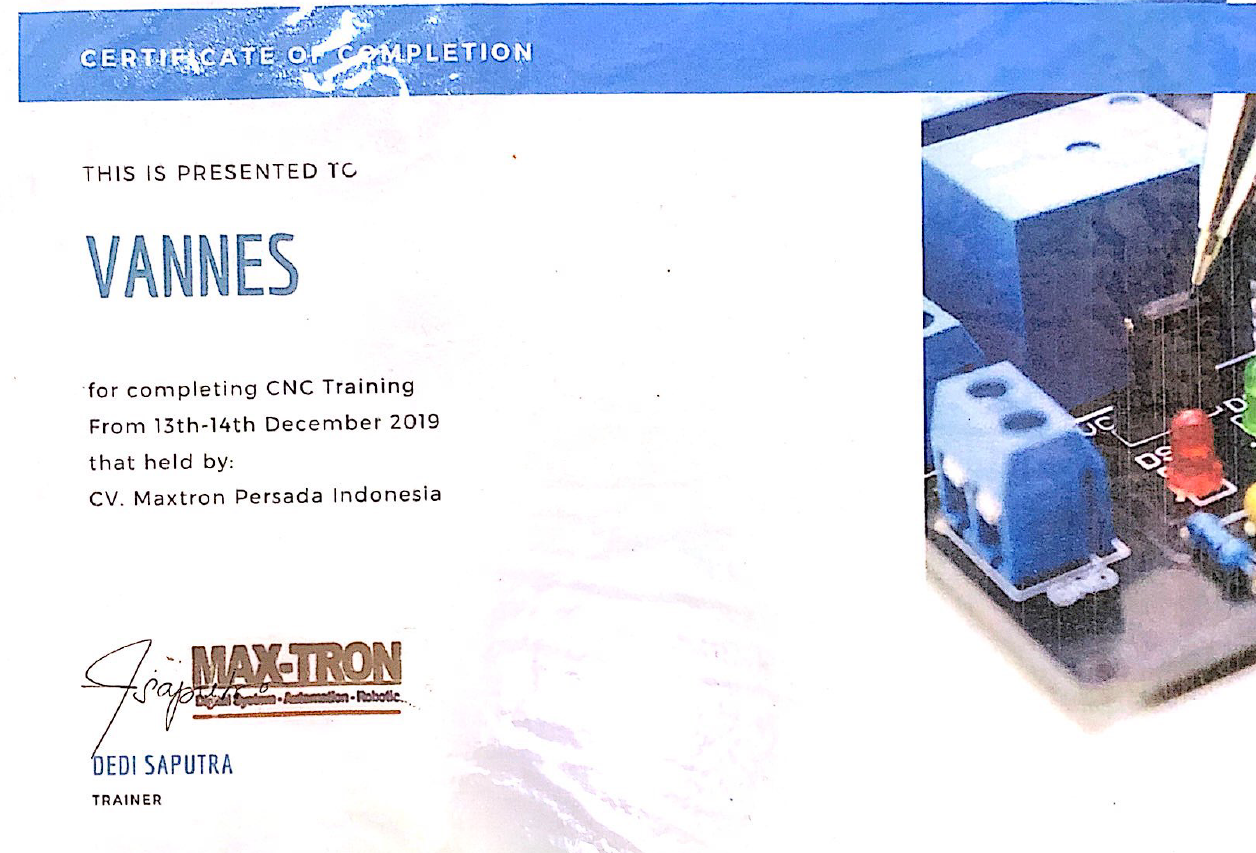 CERTIFICATE OF COMPLETION
THIS IS PRESENTED TO
VANNES
for completing CNC Training
From 13th-14th December 2019
that held by:
CV. Maxtron Persada Indonesia
MAX-TRON
Digital System - Automation - Robotic
DEDI SAPUTRA
TRAINER